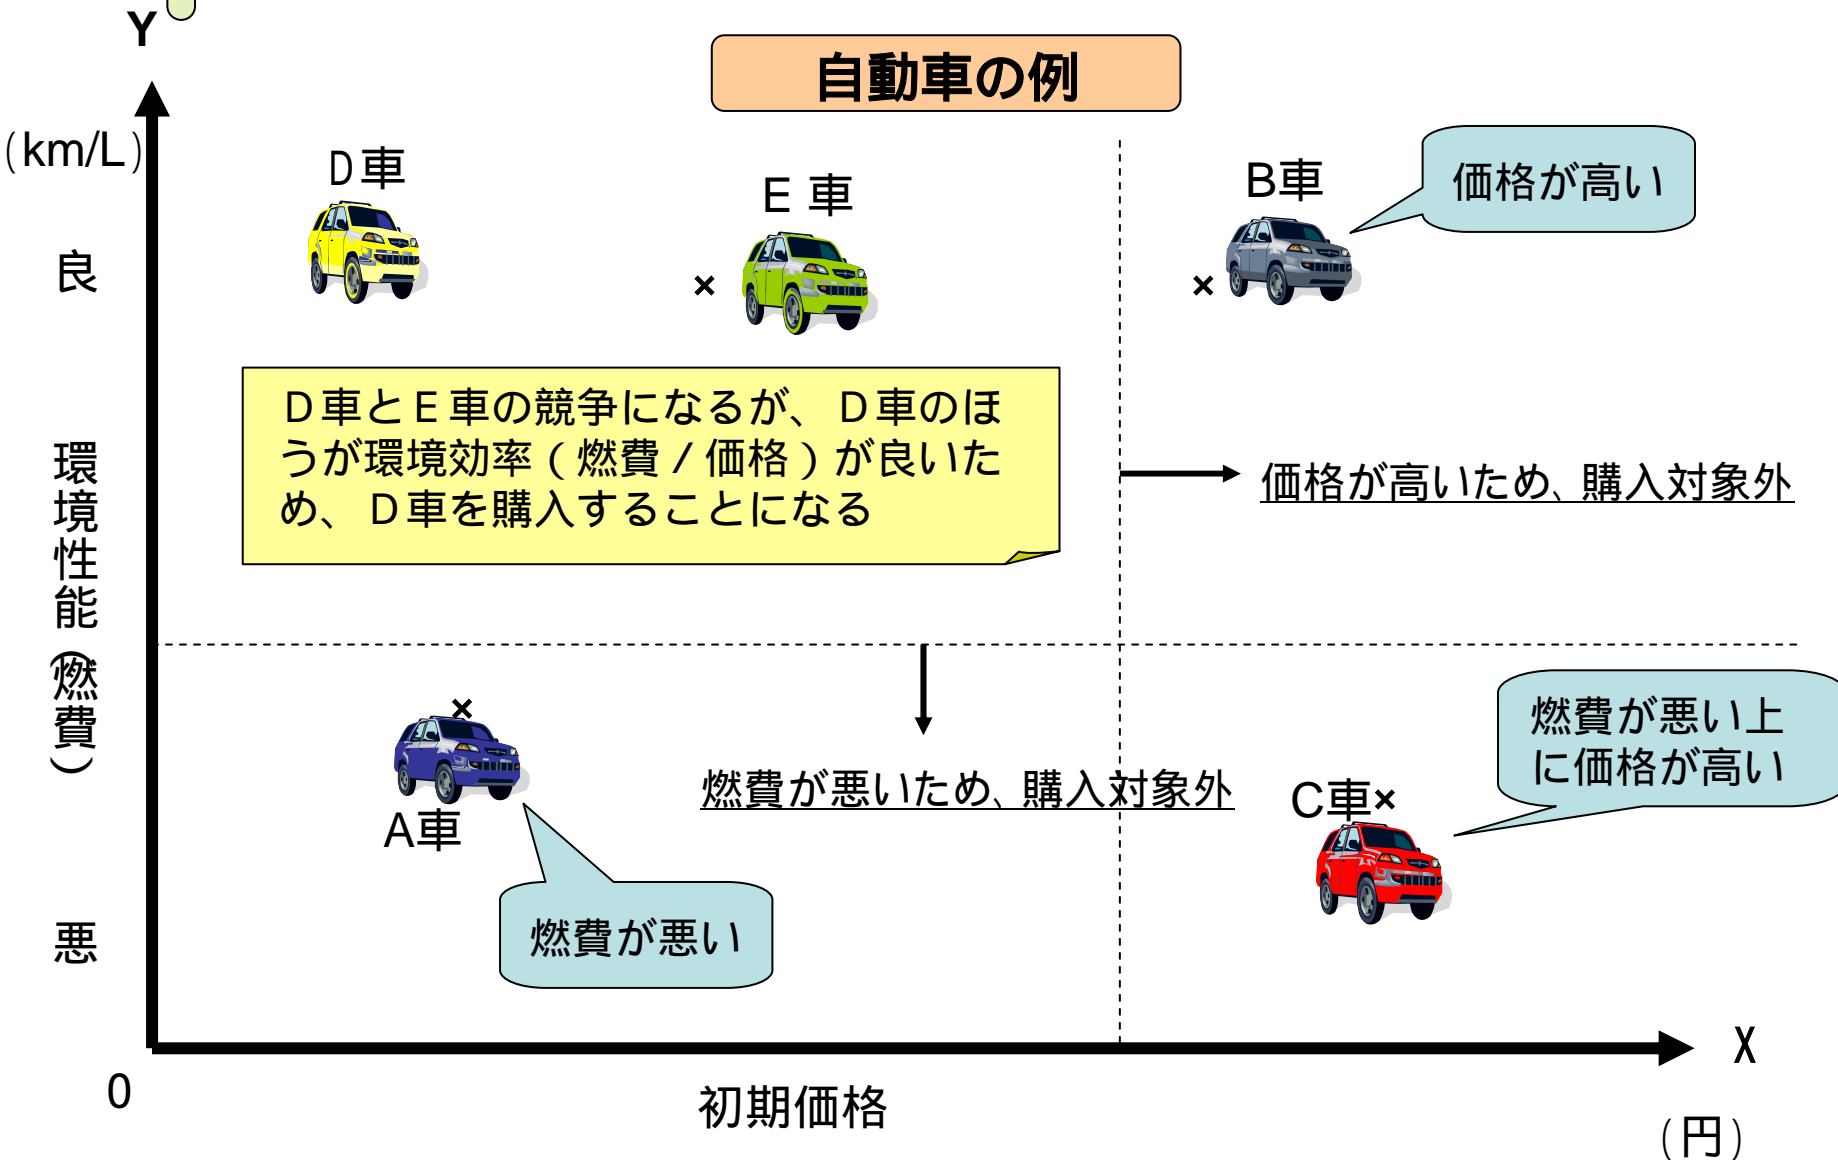 Y
自動車の例
(km/L)
D車
E車
B車
価格が高い
良
×
×
D車とE車の競争になるが、D車のほ
うが環境効率(燃費/価格)が良いた
め、D車を購入することになる
環境性能(燃費)
価格が高いため、購入対象外
×
A車
燃費が悪いため、購入対象外
燃費が悪い上
に価格が高い
C車×
燃費が悪い
悪
X
0
初期価格
(円)